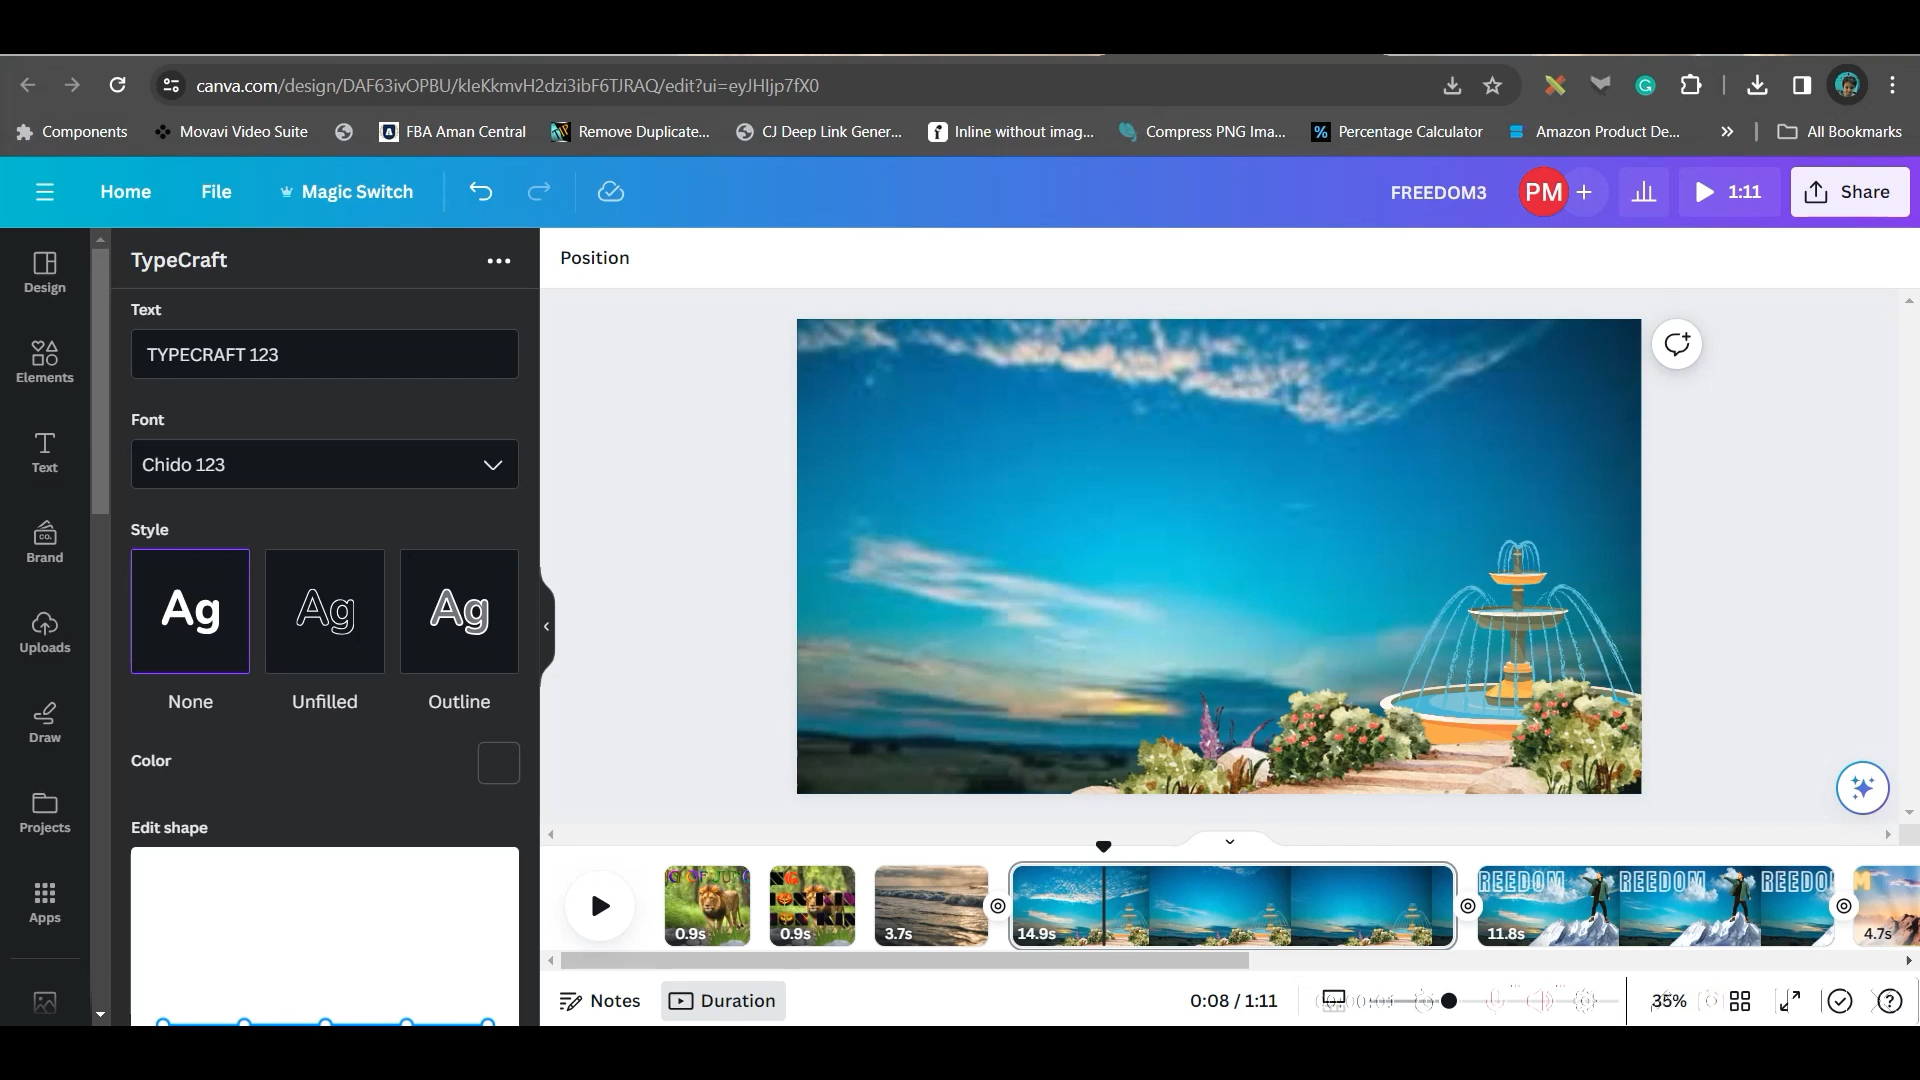 canva.com/design/DAF63ivOPBU/kIeKkmvH2dzi3ibF6TJRAQ/edit?ui=eyJHIjp7fX0
Components
Movavi Video Suite
FBA Aman Central
Remove Duplicate...
CJ Deep Link Gener...
Inline without imag...
Compress PNG Ima...
Percentage Calculator
Amazon Product De...
All Bookmarks
Home
File
Magic Switch
FREEDOM3
PM
1:11
Share
Design
Elements
Text
Brand
Uploads
Draw
Projects
Apps
TypeCraft
Text
TYPECRAFT 123
Font
Chido 123
Style
Ag
Ag
Ag
None
Unfilled
Outline
Color
Edit shape
Position
0.9s
0.9s
3.7s
14.9s
REEDOM
REEDOM
REEDO
11.8s
M
4.7s
Notes
Duration
0:08 / 1:11
35%